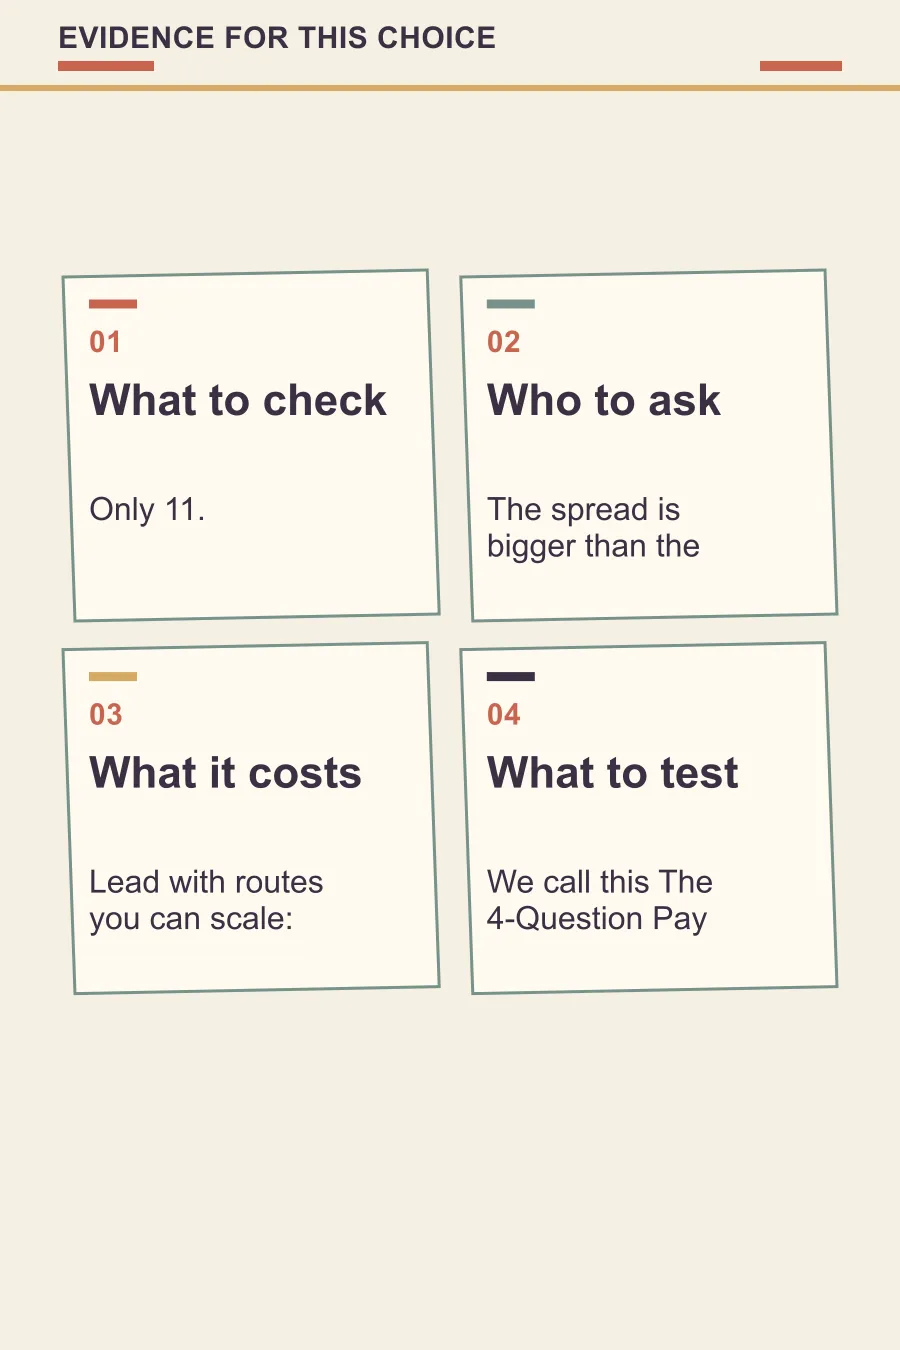 EVIDENCE FOR THIS CHOICE
01
What to check
Only 11.
02
Who to ask
The spread is
bigger than the
03
What it costs
Lead with routes
you can scale:
04
What to test
We call this The
4-Question Pay